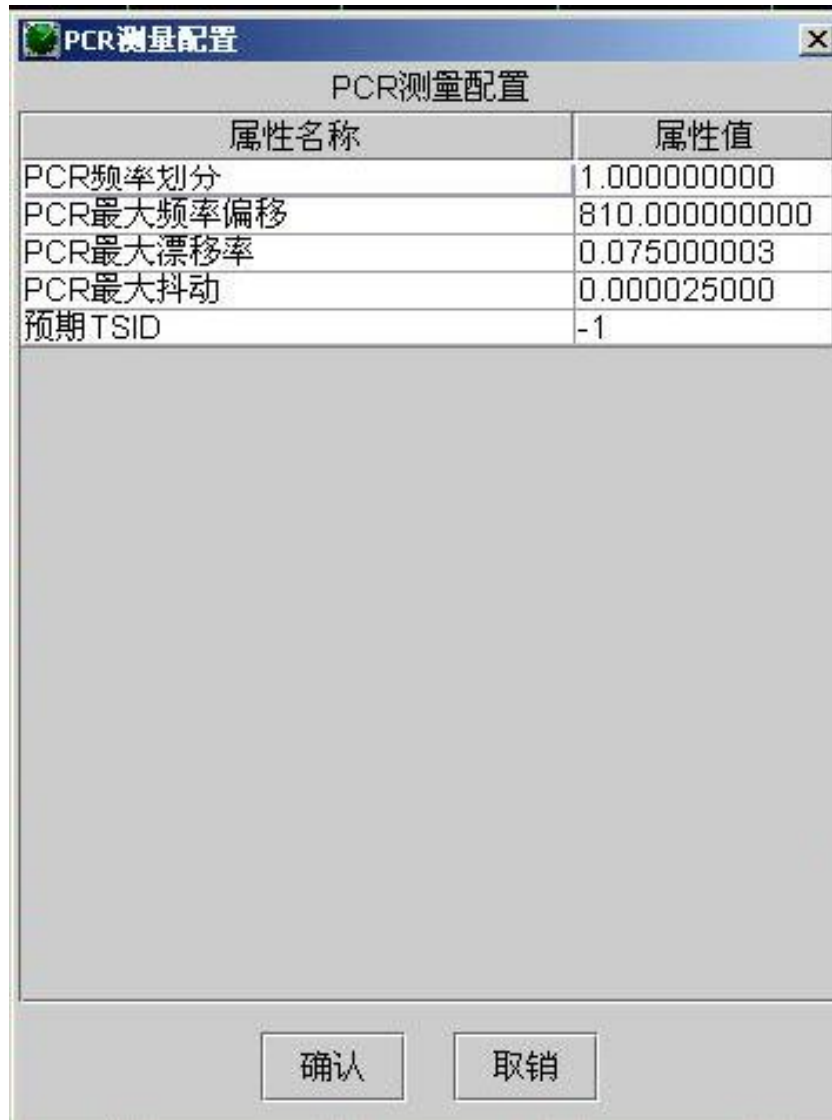 PCR测量配置
PCR测量配置
属性名称 属性值
PCR频率划分 1.000000000
PCR最大频率偏移 810.000000000
PCR最大漂移率 0.075000003
PCR最大抖动 0.000025000
预期TSID -1
确认 取销